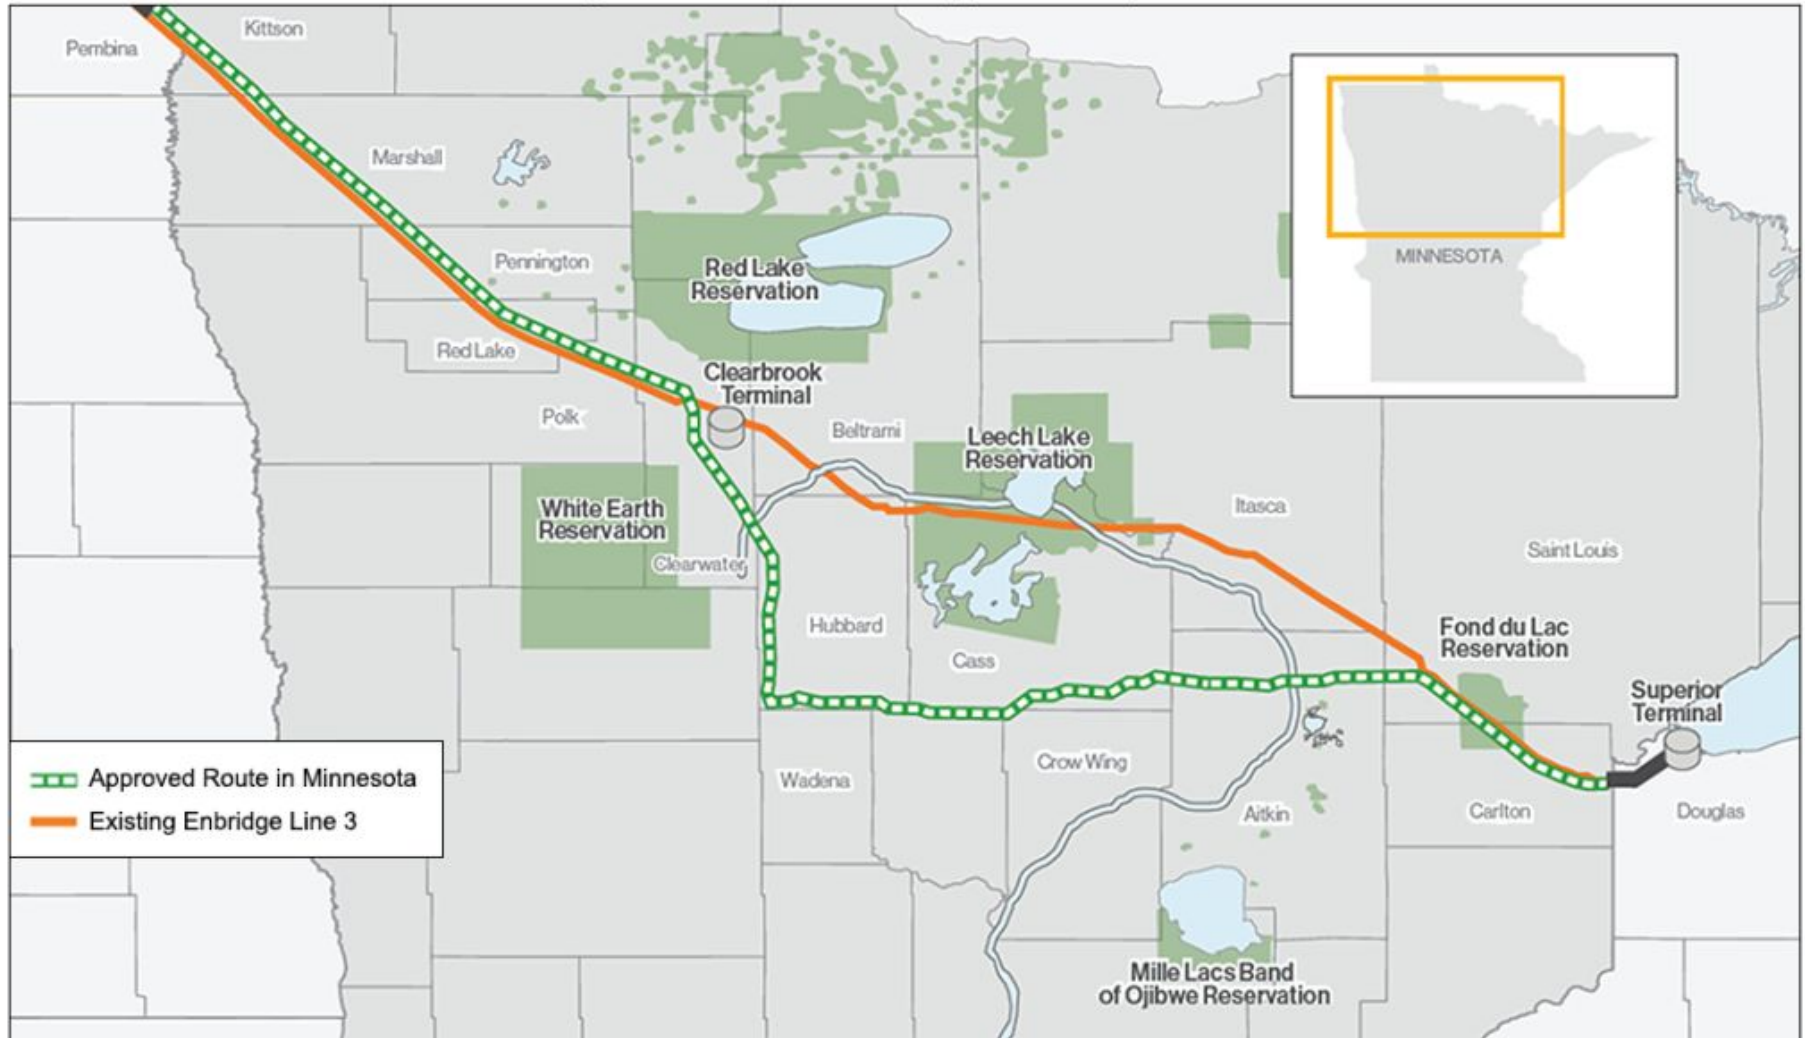 Kittson
Pembina
Marshall
MINNESOTA
Pennington
Red Lake
Reservation
Red Lake
Clearbrook
Terminal
Polk
Beltrami
Leech Lake
Reservation
White Earth
Reservation
Itasca
Saint Louis
Clearwater
Hubbard
Fond du Lac
Reservation
Cass
Superior
Terminal
Crow Wing
Wadena
Aitkin
Carlton
Douglas
Approved Route in Minnesota
Existing Enbridge Line 3
Mille Lacs Band
of Ojibwe Reservation